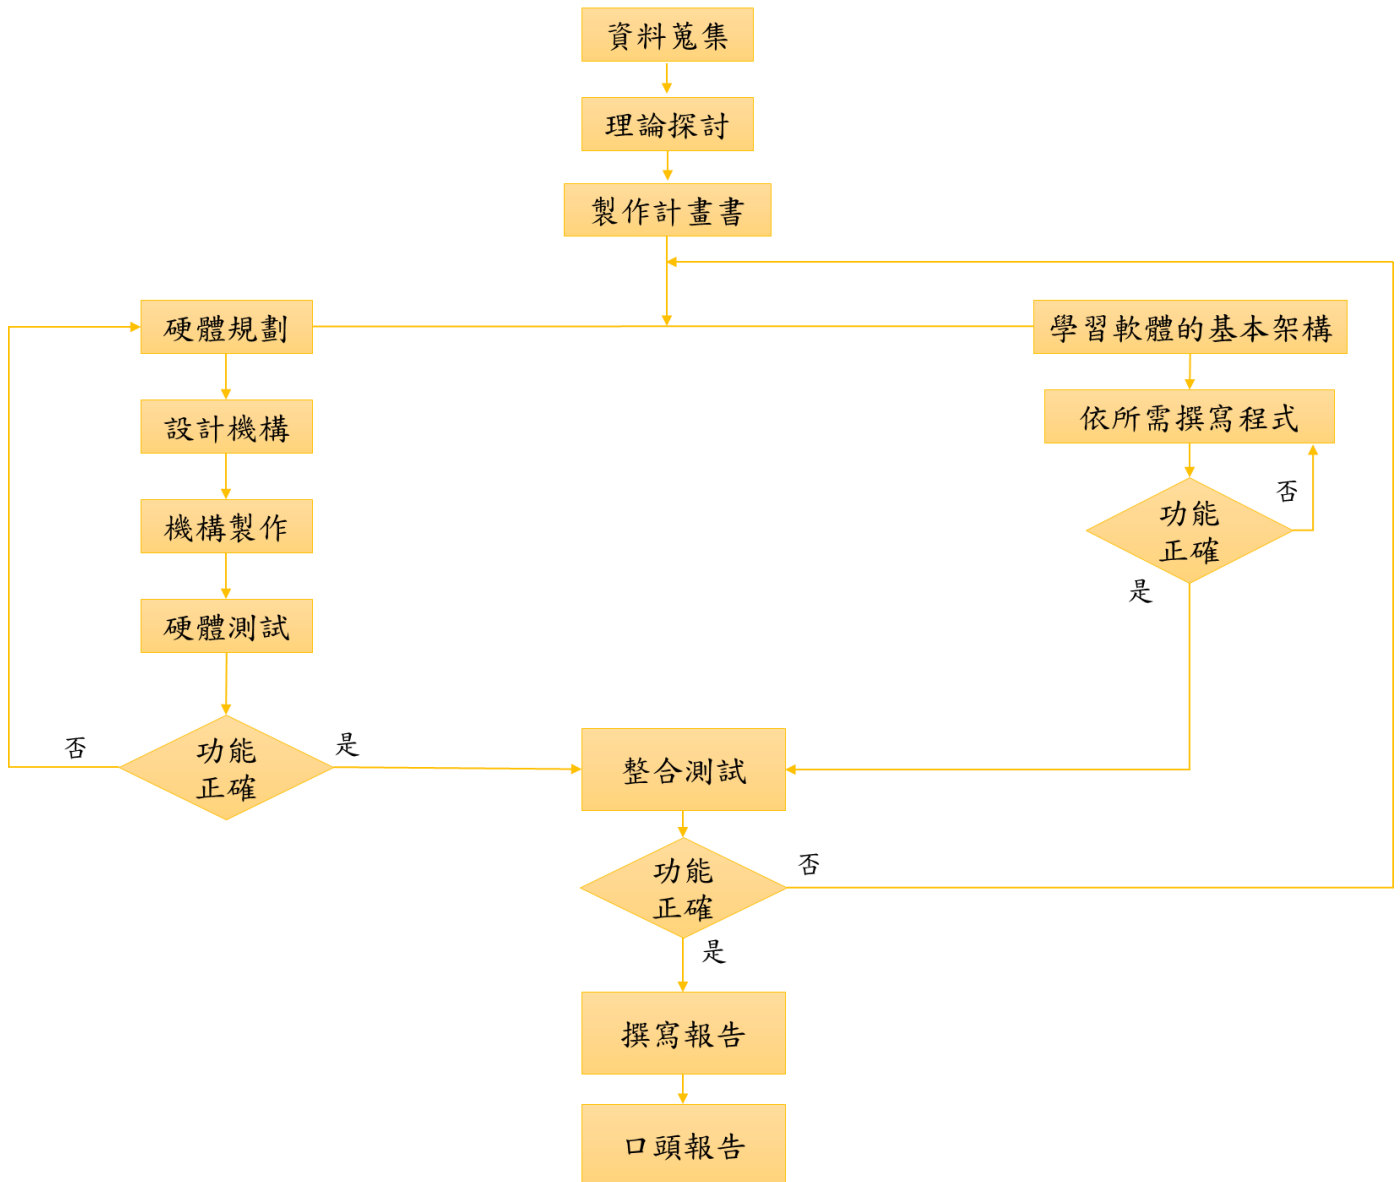 資料蒐集
理論探討
製作計畫書
硬體規劃
學習軟體的基本架構
設計機構
依所需撰寫程式
機構製作
功能
正確
否
是
硬體測試
功能
正確
否
是
整合測試
功能
正確
否
是
撰寫報告
口頭報告